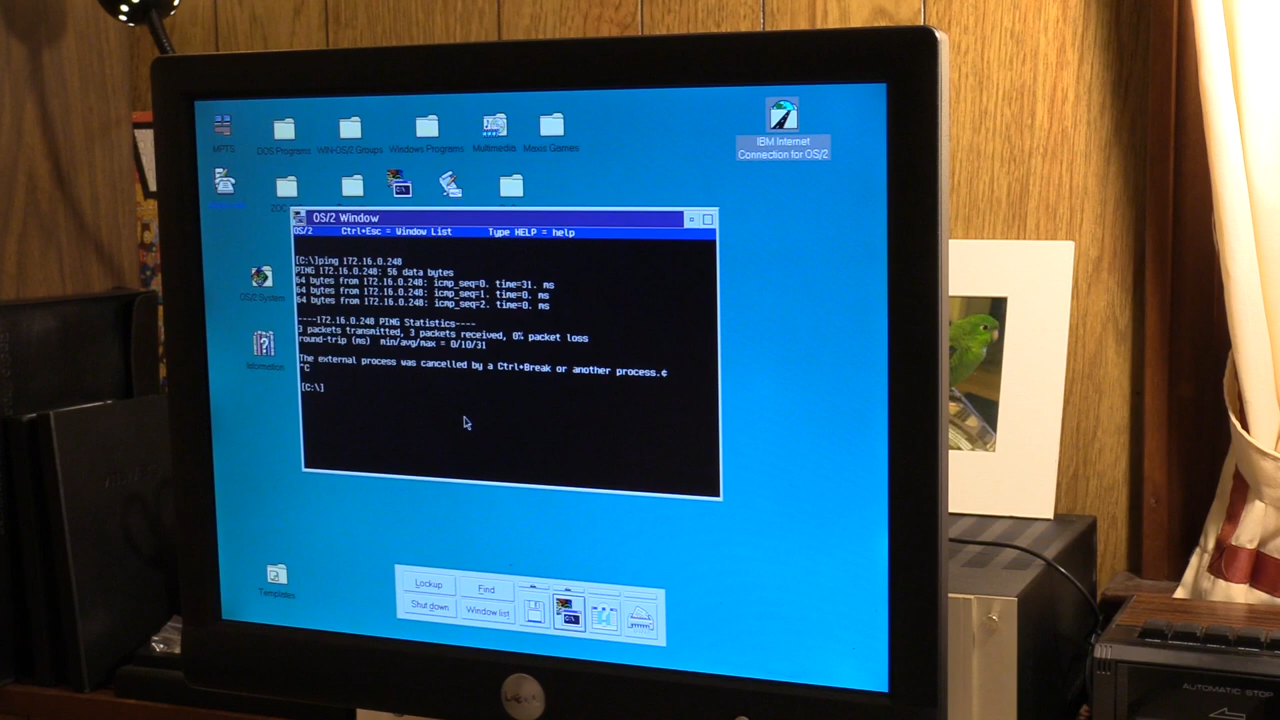 MPTS
DOS Programs
WIN-OS/2 Groups
Windows Programs
Multimedia
Maxis Games
IBM Internet
Connection for OS/2
OS/2 Window
OS/2 Ctrl+Esc = Window List Type HELP = help
[C:\]ping 172.16.0.248
PING 172.16.0.248: 56 data bytes
64 bytes from 172.16.0.248: icmp_seq=0. time=31. ms
64 bytes from 172.16.0.248: icmp_seq=1. time=0. ms
64 bytes from 172.16.0.248: icmp_seq=2. time=0. ms
----172.16.0.248 PING Statistics----
3 packets transmitted, 3 packets received, 0% packet loss
round-trip (ms) min/avg/max = 0/10/31
The external process was cancelled by a Ctrl+Break or another process.¢
^C
[C:\]
OS/2 System
Information
Templates
Lockup
Find
Shut down
Window list
DELL
AUTOMATIC STOP